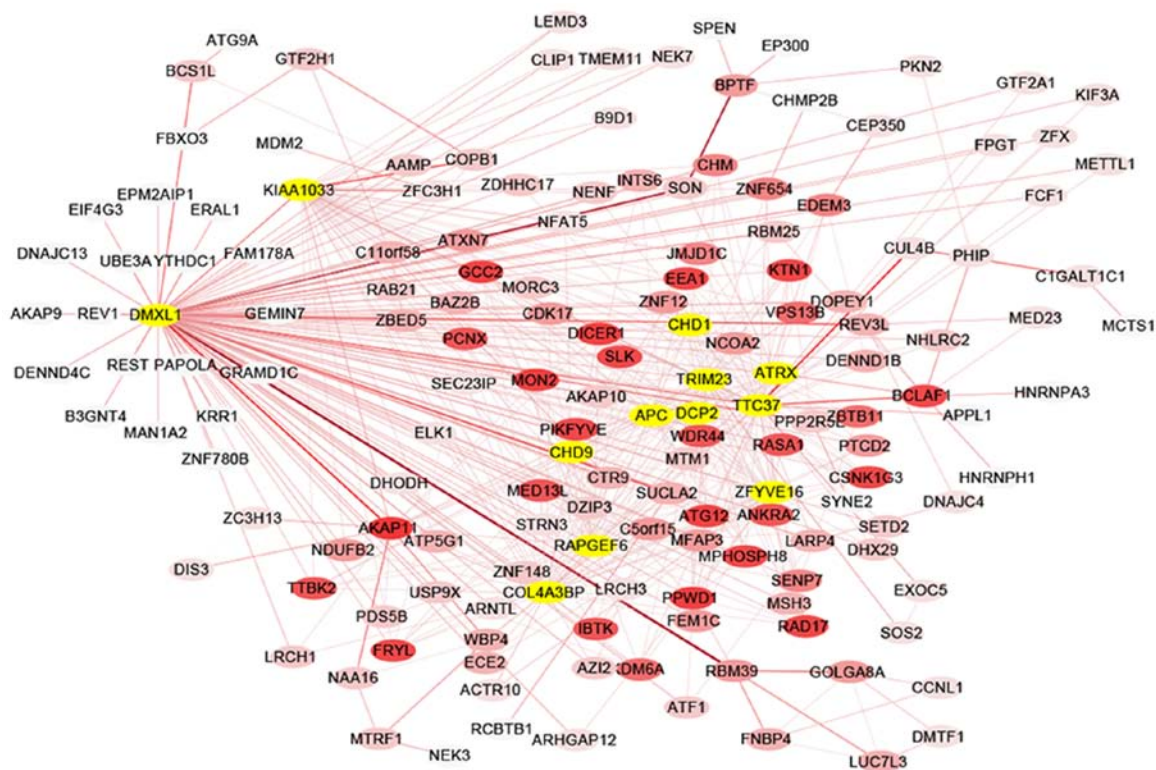 LEMD3
SPEN
ATG9A
EP300
GTF2H1
CLIP1
TMEM11
NEK7
PKN2
BCS1L
BPTF
GTF2A1
KIF3A
CHMP2B
B9D1
CEP350
FBXO3
MDM2
ZFX
FPGT
AAMP
COPB1
METTL1
CHM
KIAA1033
ZFC3H1
ZDHHC17
NENF
INTS6
SON
ZNF654
EPM2AIP1
FCF1
EDEM3
EIF4G3
ERAL1
NFAT5
RBM25
ATXN7
CUL4B
PHIP
DNAJC13
UBE3A
YTHDC1
FAM178A
C11orf58
JMJD1C
GCC2
EEA1
KTN1
C1GALT1C1
RAB21
MORC3
BAZ2B
ZNF12
DOPEY1
AKAP9
REV1
DMXL1
GEMIN7
ZBED5
CDK17
VPS13B
MED23
CHD1
REV3L
MCTS1
PCNX
DICER1
NCOA2
NHLRC2
SLK
DENND1B
REST
PAPOLA
DENND4C
GRAMD1C
SEC23IP
MON2
TRIM23
ATRX
AKAP10
BCLAF1
HNRNPA3
B3GNT4
KRR1
APC
DCP2
TTC37
APPL1
MAN1A2
ELK1
PIKFYVE
WDR44
PPP2R5E
ZBTB11
RASA1
PTCD2
ZNF780B
CHD9
MTM1
DHODH
CTR9
CSNK1G3
HNRNPH1
MED13L
SUCLA2
ZFYVE16
SYNE2
DNAJC4
DZIP3
ZC3H13
AKAP11
STRN3
C5orf15
ATG12
ANKRA2
SETD2
NDUFB2
ATP5G1
RAPGEF6
MFAP3
LARP4
DHX29
MPHOSPH8
DIS3
ZNF148
TTBK2
USP9X
COL4A3BP
LRCH3
SENP7
EXOC5
PPWD1
MSH3
PDS5B
ARNTL
FEM1C
RAD17
SOS2
IBTK
WBP4
FRYL
LRCH1
ECE2
NAA16
AZI2
KDM6A
RBM39
GOLGA8A
CCNL1
ACTR10
ATF1
RCBTB1
MTRF1
ARHGAP12
FNBP4
DMTF1
NEK3
LUC7L3